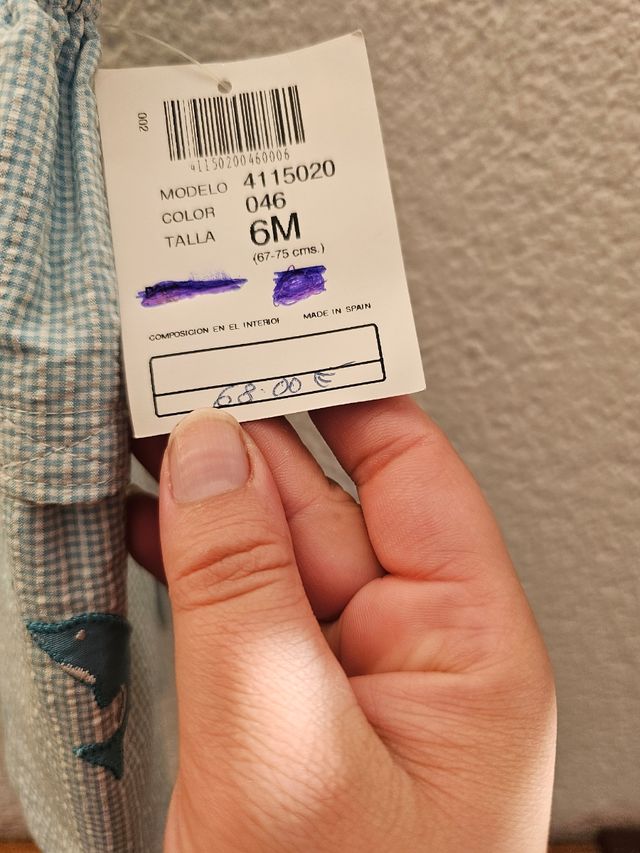 002
41150200460006
MODELO 4115020
COLOR 046
TALLA 6M
(67-75 cms.)
COMPOSICION EN EL INTERIOR MADE IN SPAIN
68.00 €